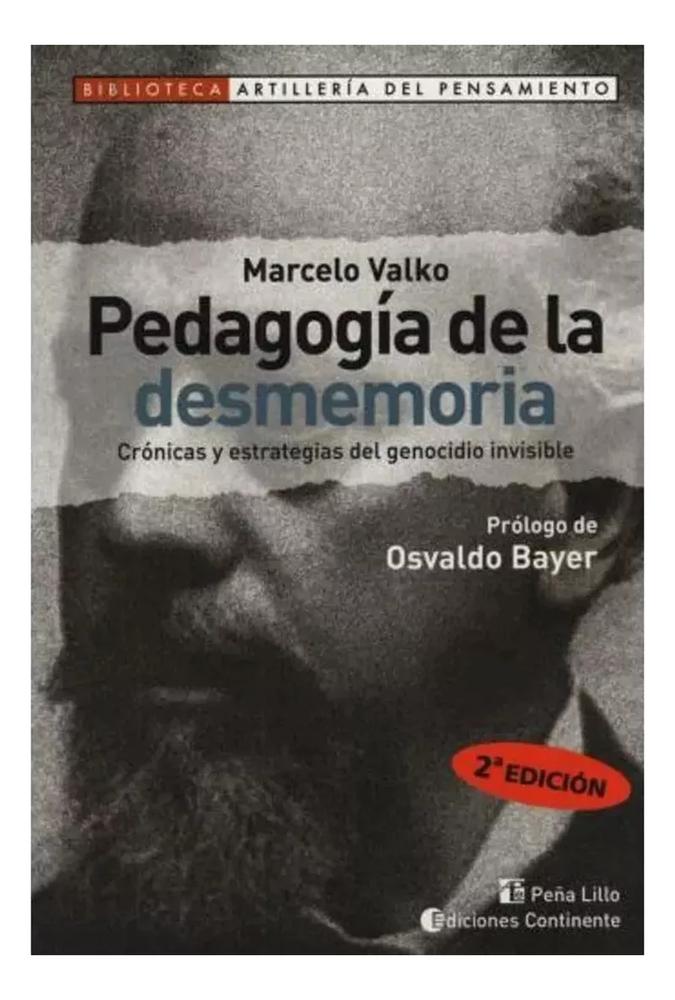 BIBLIOTECA ARTILLERÍA DEL PENSAMIENTO
Marcelo Valko
Pedagogía de la
desmemoria
Crónicas y estrategias del genocidio invisible
Prólogo de
Osvaldo Bayer
2ª EDICIÓN
Peña Lillo
Ediciones Continente